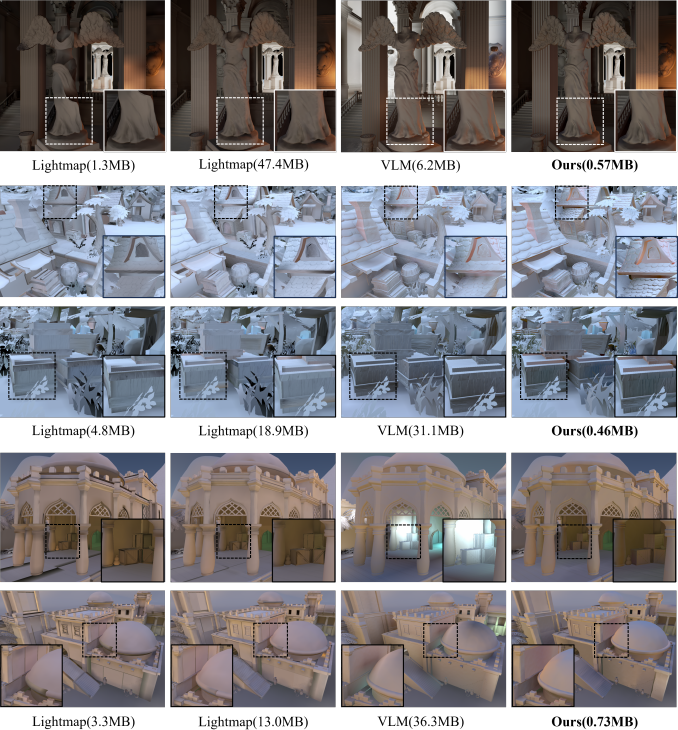 Lightmap(1.3MB) Lightmap(47.4MB) VLM(6.2MB) Ours(0.57MB)
Lightmap(4.8MB) Lightmap(18.9MB) VLM(31.1MB) Ours(0.46MB)
Lightmap(3.3MB) Lightmap(13.0MB) VLM(36.3MB) Ours(0.73MB)